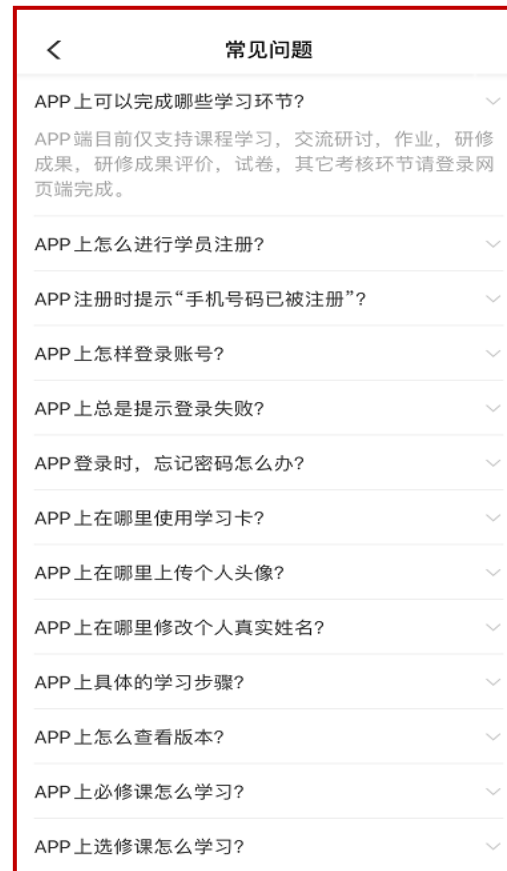 常见问题
APP上可以完成哪些学习环节?
APP端目前仅支持课程学习，交流研讨，作业，研修
成果，研修成果评价，试卷，其它考核环节请登录网
页端完成。
APP上怎么进行学员注册?
APP注册时提示“手机号码已被注册”?
APP上怎样登录账号?
APP上总是提示登录失败?
APP登录时，忘记密码怎么办?
APP上在哪里使用学习卡?
APP上在哪里上传个人头像?
APP上在哪里修改个人真实姓名?
APP上具体的学习步骤?
APP上怎么查看版本?
APP上必修课怎么学习?
APP上选修课怎么学习?